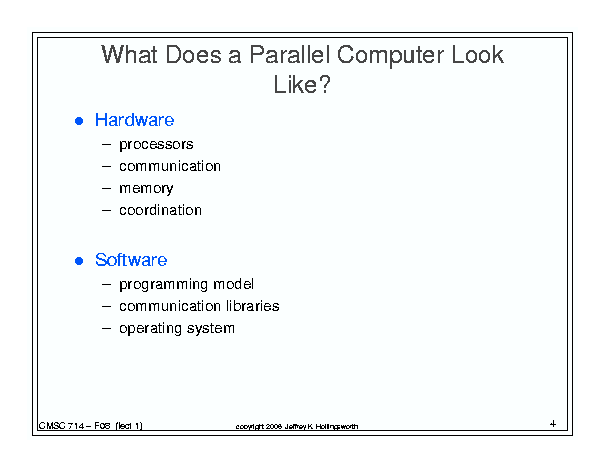 What Does a Parallel Computer Look
Like?
● Hardware
– processors
– communication
– memory
– coordination
● Software
– programming model
– communication libraries
– operating system
CMSC 714 – F08 (lect 1)
copyright 2008 Jeffrey K. Hollingsworth
4